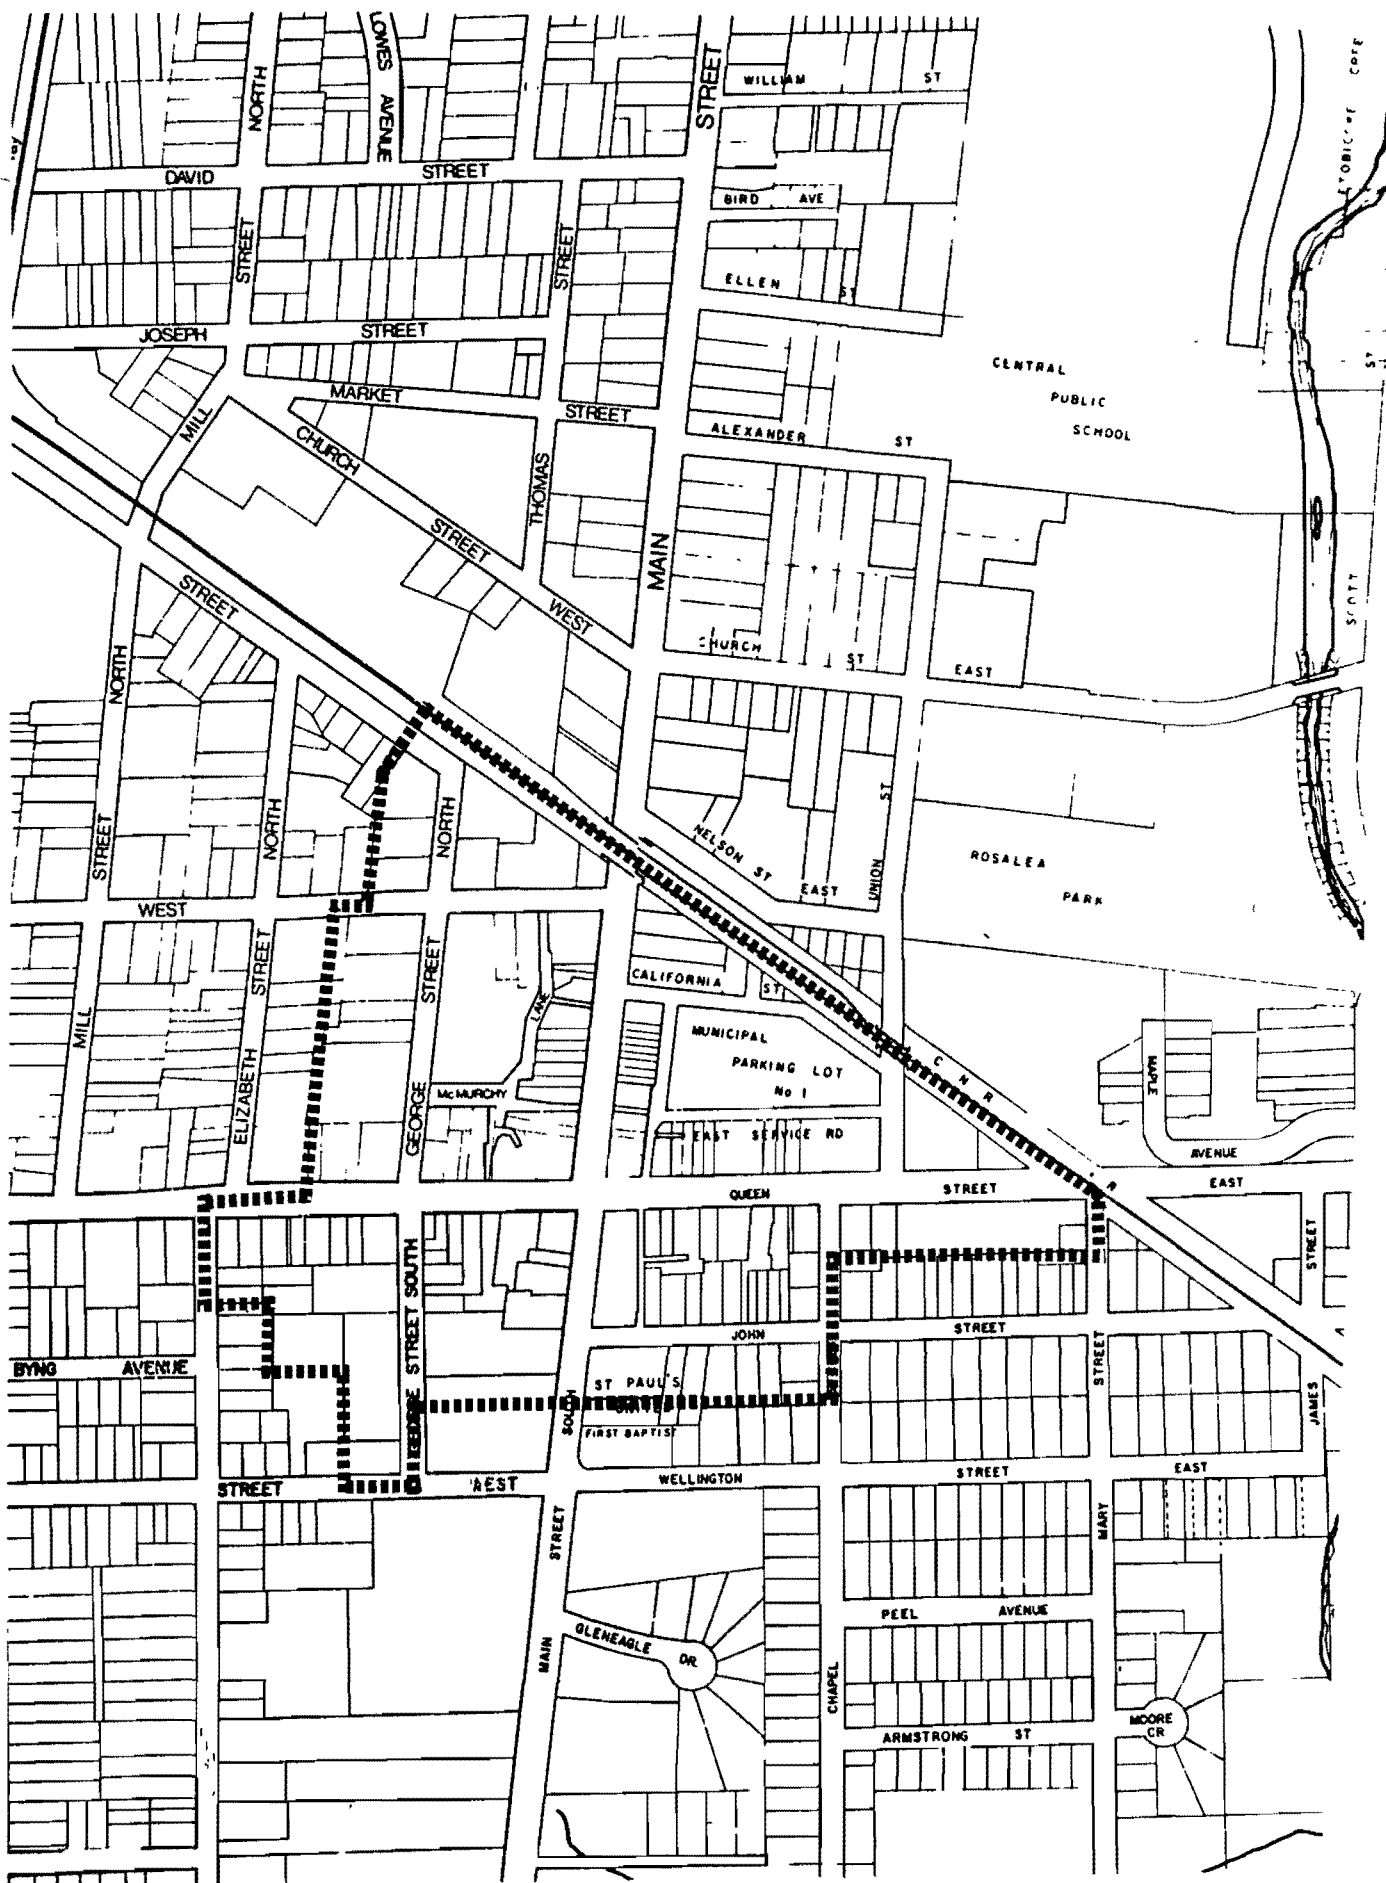 LOWES AVENUE
NORTH
STREET
WILLIAM ST
ETOBICOKE
DAVID STREET
BIRD AVE
STREET
STREET
ELLEN ST
JOSEPH STREET
CENTRAL
PUBLIC
SCHOOL
ST
MARKET STREET
MILL
CHURCH STREET WEST
THOMAS
ALEXANDER ST
MAIN
STREET
SCOTT
NORTH
CHURCH ST EAST
STREET
NORTH
NORTH
NELSON ST EAST
UNION ST
ROSALEA
PARK
WEST
MILL
ELIZABETH STREET
GEORGE STREET
LANE
McMURCHY
CALIFORNIA ST
MUNICIPAL
PARKING LOT
No 1
EAST SERVICE RD
C N R
MAPLE
AVENUE
QUEEN STREET EAST
STREET
GEORGE STREET SOUTH
JOHN STREET
STREET
BYNG AVENUE
ST PAUL'S
UNITED
FIRST BAPTIST
SOUTH
JAMES
STREET WEST
WELLINGTON STREET EAST
STREET
MARY
PEEL AVENUE
GLENEAGLE DR.
MAIN
CHAPEL
ARMSTRONG ST
MOORE
CR